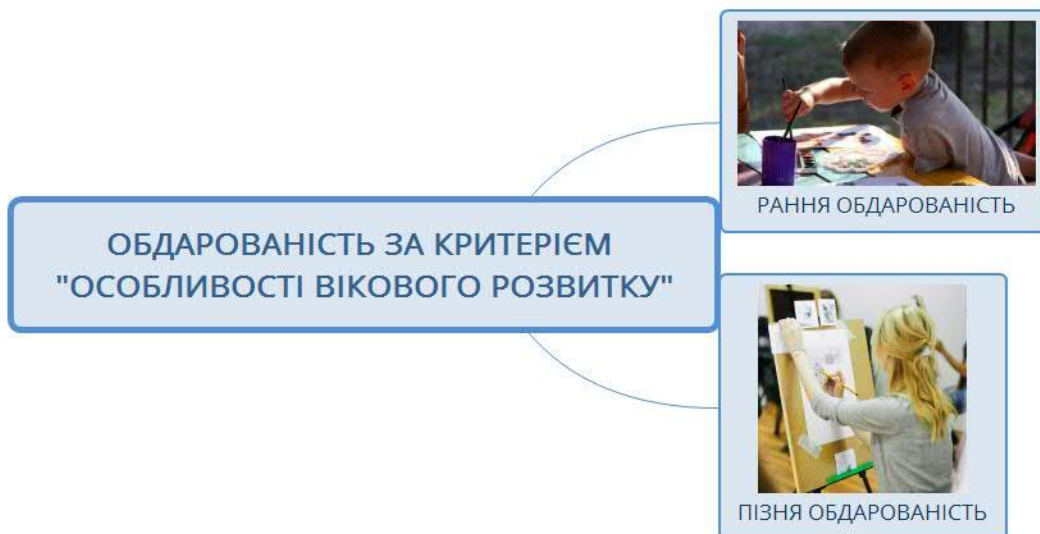 ОБДАРОВАНІСТЬ ЗА КРИТЕРІЄМ
"ОСОБЛИВОСТІ ВІКОВОГО РОЗВИТКУ"
РАННЯ ОБДАРОВАНІСТЬ
ПІЗНЯ ОБДАРОВАНІСТЬ